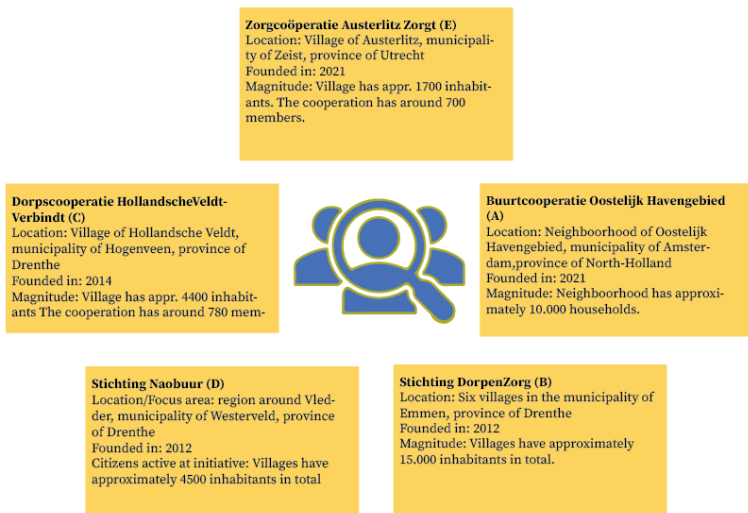 Zorgcoöperatie Austerlitz Zorgt (E)
Location: Village of Austerlitz, municipali-
ty of Zeist, province of Utrecht
Founded in: 2021
Magnitude: Village has appr. 1700 inhabit-
ants. The cooperation has around 700
members.
Dorpscooperatie HollandscheVeldt-
Verbindt (C)
Location: Village of Hollandsche Veldt,
municipality of Hogenveen, province of
Drenthe
Founded in: 2014
Magnitude: Village has appr. 4400 inhabit-
ants The cooperation has around 780 mem-
Buurtcooperatie Oostelijk Havengebied
(A)
Location: Neighboorhood of Oostelijk
Havengebied, municipality of Amster-
dam,province of North-Holland
Founded in: 2021
Magnitude: Neighboorhood has approxi-
mately 10.000 households.
Stichting Naobuur (D)
Location/Focus area: region around Vled-
der, municipality of Westerveld, province
of Drenthe
Founded in: 2012
Citizens active at initiative: Villages have
approximately 4500 inhabitants in total
Stichting DorpenZorg (B)
Location: Six villages in the municipality of
Emmen, province of Drenthe
Founded in: 2012
Magnitude: Villages have approximately
15.000 inhabitants in total.